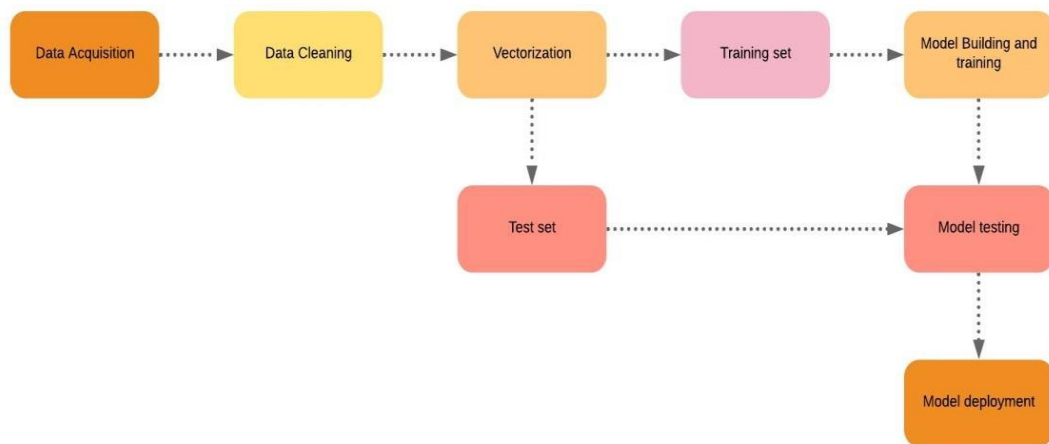 Data Acquisition
Data Cleaning
Vectorization
Training set
Model Building and
training
Test set
Model testing
Model deployment